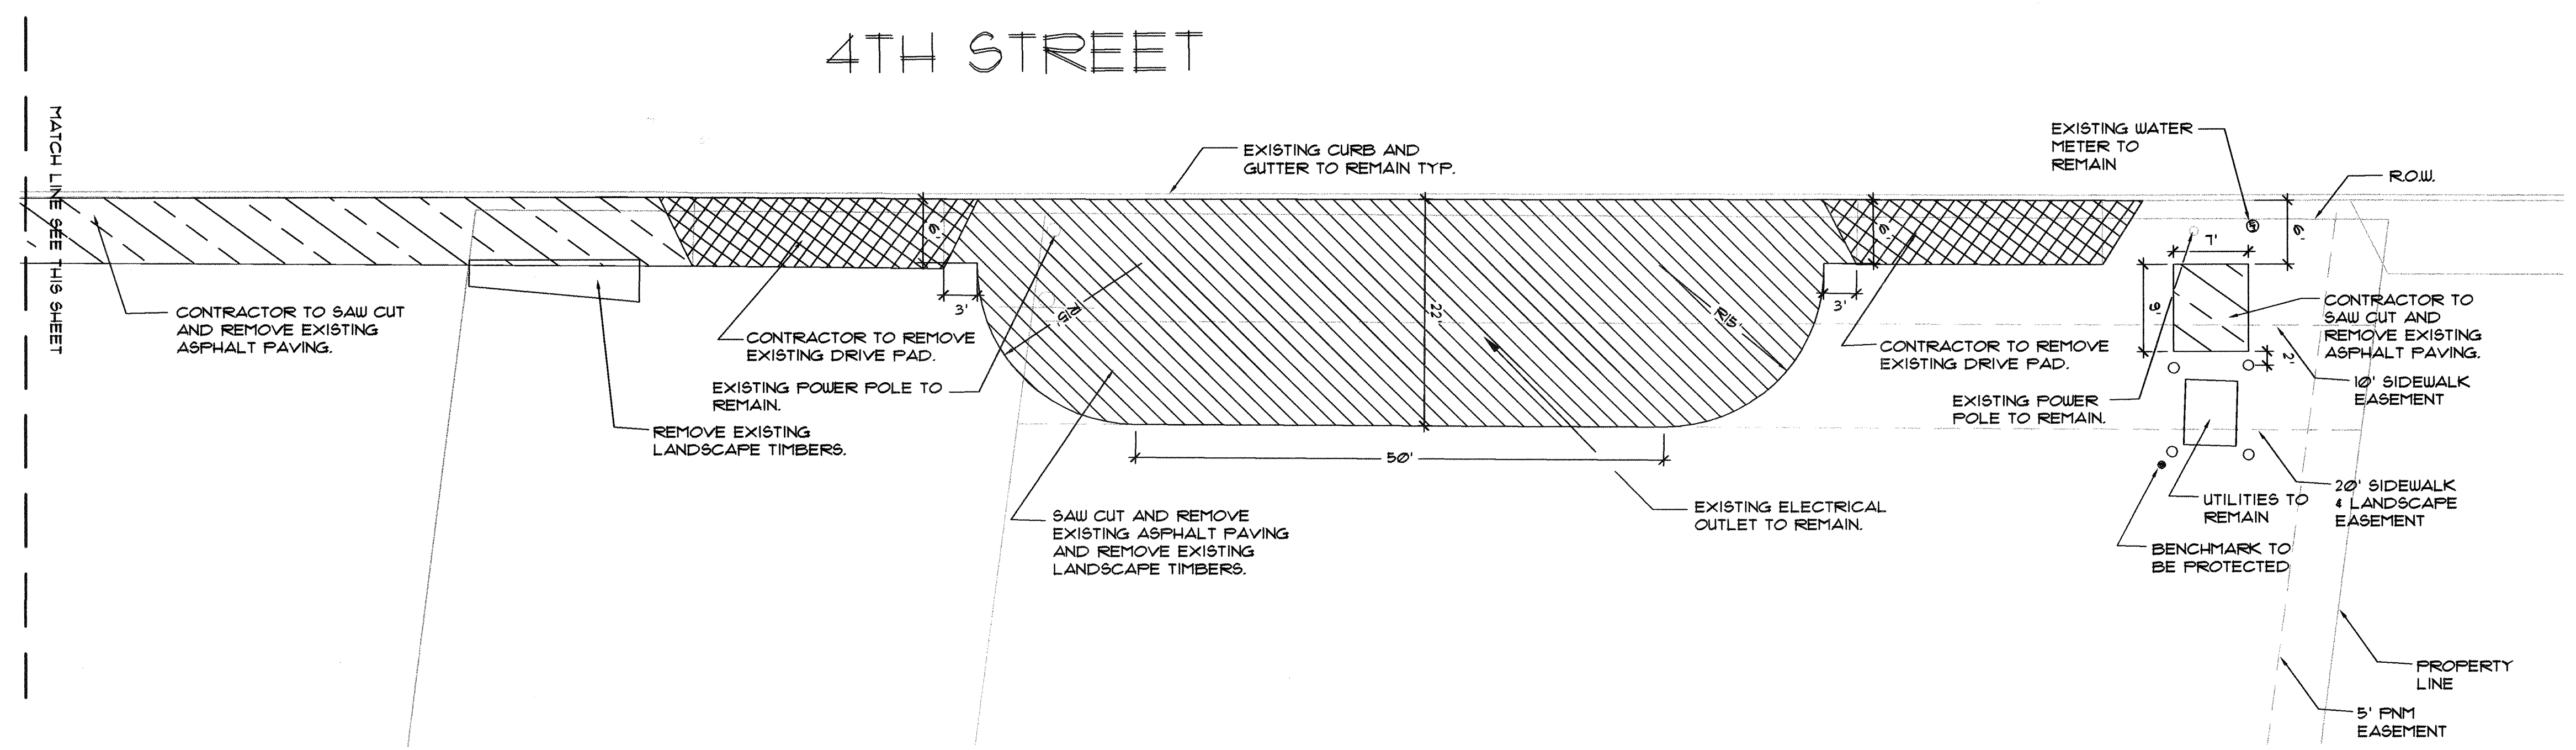 4TH STREET
MATCH LINE SEE THIS SHEET
EXISTING CURB AND
GUTTER TO REMAIN TYP.
EXISTING WATER
METER TO
REMAIN
R.O.W.
6'
22'
6'
7'
6'
9'
2'
3'
R15'
R15'
3'
CONTRACTOR TO SAW CUT
AND REMOVE EXISTING
ASPHALT PAVING.
CONTRACTOR TO REMOVE
EXISTING DRIVE PAD.
EXISTING POWER POLE TO
REMAIN.
REMOVE EXISTING
LANDSCAPE TIMBERS.
50'
SAW CUT AND REMOVE
EXISTING ASPHALT PAVING
AND REMOVE EXISTING
LANDSCAPE TIMBERS.
EXISTING ELECTRICAL
OUTLET TO REMAIN.
CONTRACTOR TO REMOVE
EXISTING DRIVE PAD.
EXISTING POWER
POLE TO REMAIN.
CONTRACTOR TO
SAW CUT AND
REMOVE EXISTING
ASPHALT PAVING.
10' SIDEWALK
EASEMENT
20' SIDEWALK
& LANDSCAPE
EASEMENT
UTILITIES TO
REMAIN
BENCHMARK TO
BE PROTECTED
PROPERTY
LINE
5' PNM
EASEMENT